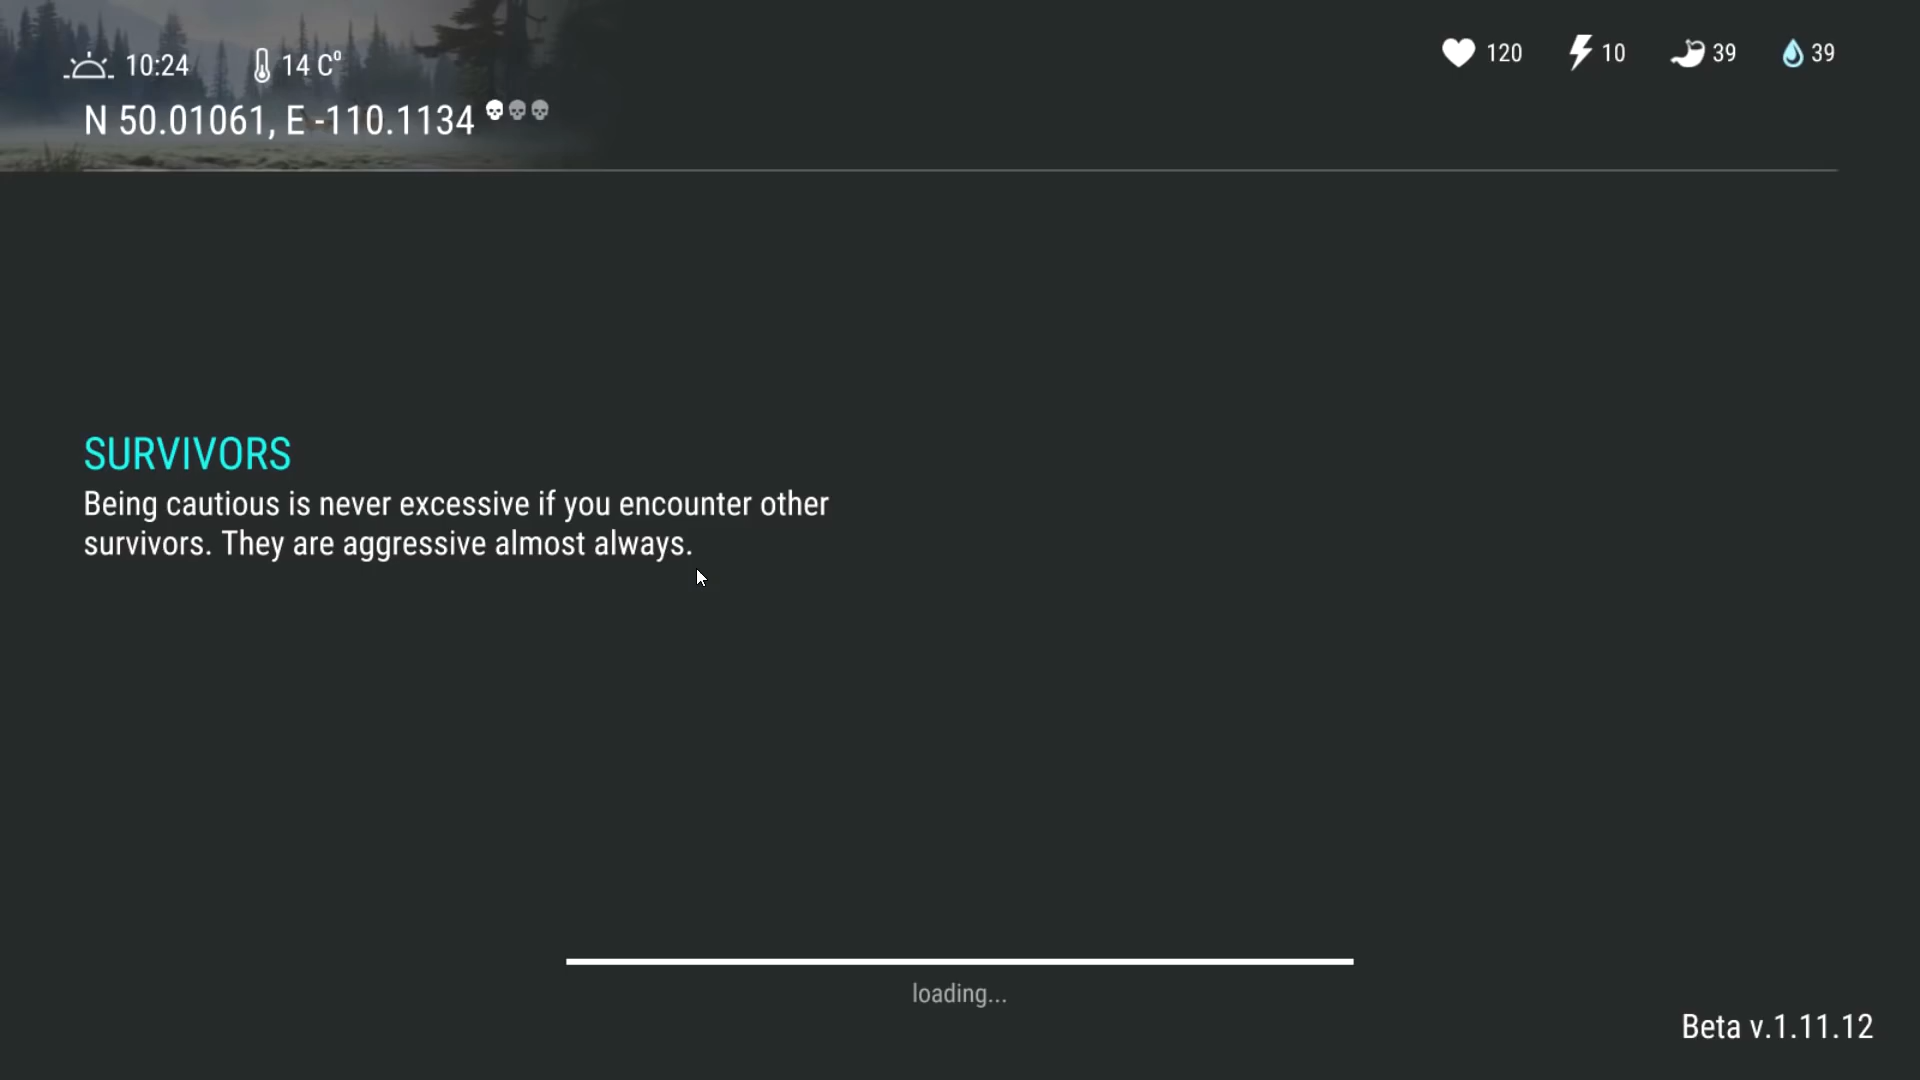 10:24 14 C⁰ 120 10 39 39
N 50.01061, E -110.1134
SURVIVORS
Being cautious is never excessive if you encounter other
survivors. They are aggressive almost always.
loading...
Beta v.1.11.12